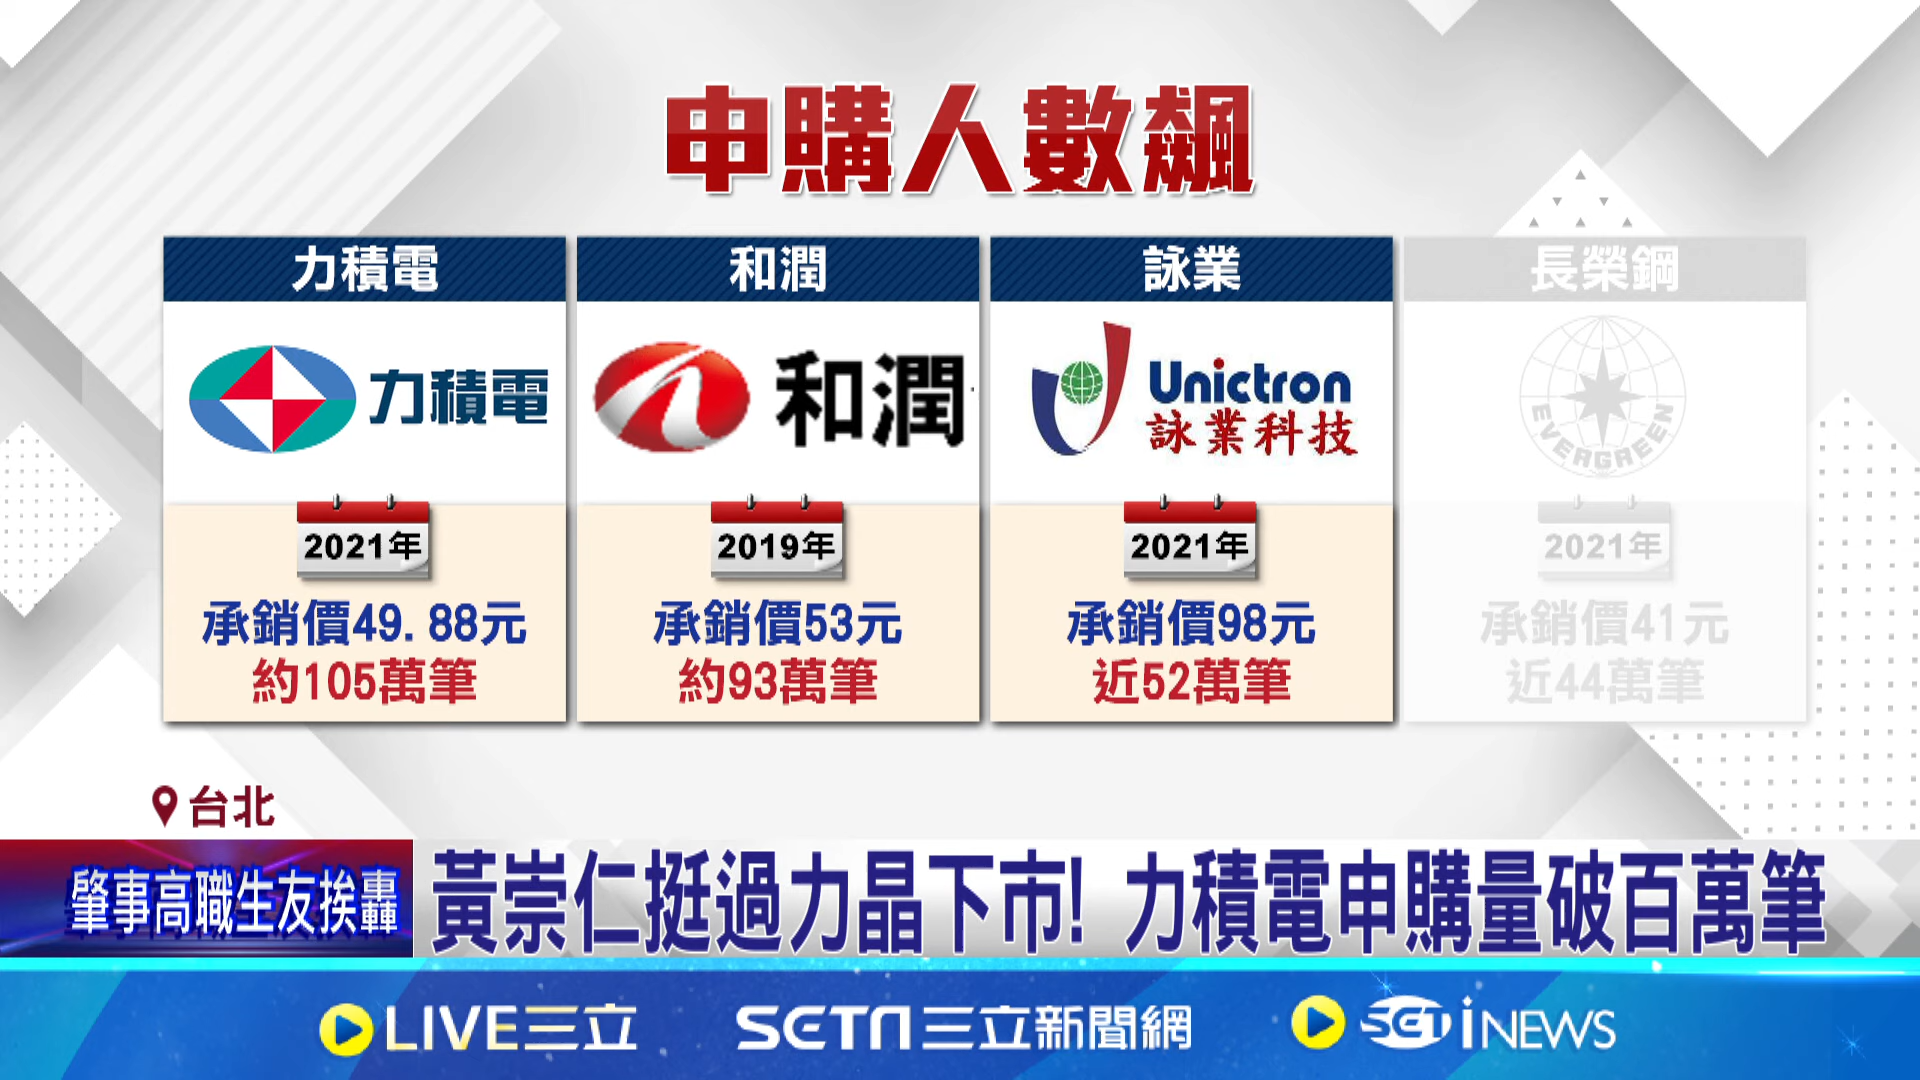 申購人數飆
力積電
力積電
2021年
承銷價49.88元
約105萬筆
和潤
和潤
2019年
承銷價53元
約93萬筆
詠業
Unictron
詠業科技
2021年
承銷價98元
近52萬筆
長榮鋼
EVERGREEN
2021年
承銷價41元
近44萬筆
台北
肇事高職生友挨轟
黃崇仁挺過力晶下市! 力積電申購量破百萬筆
LIVE三立
SETN三立新聞網
SET iNEWS